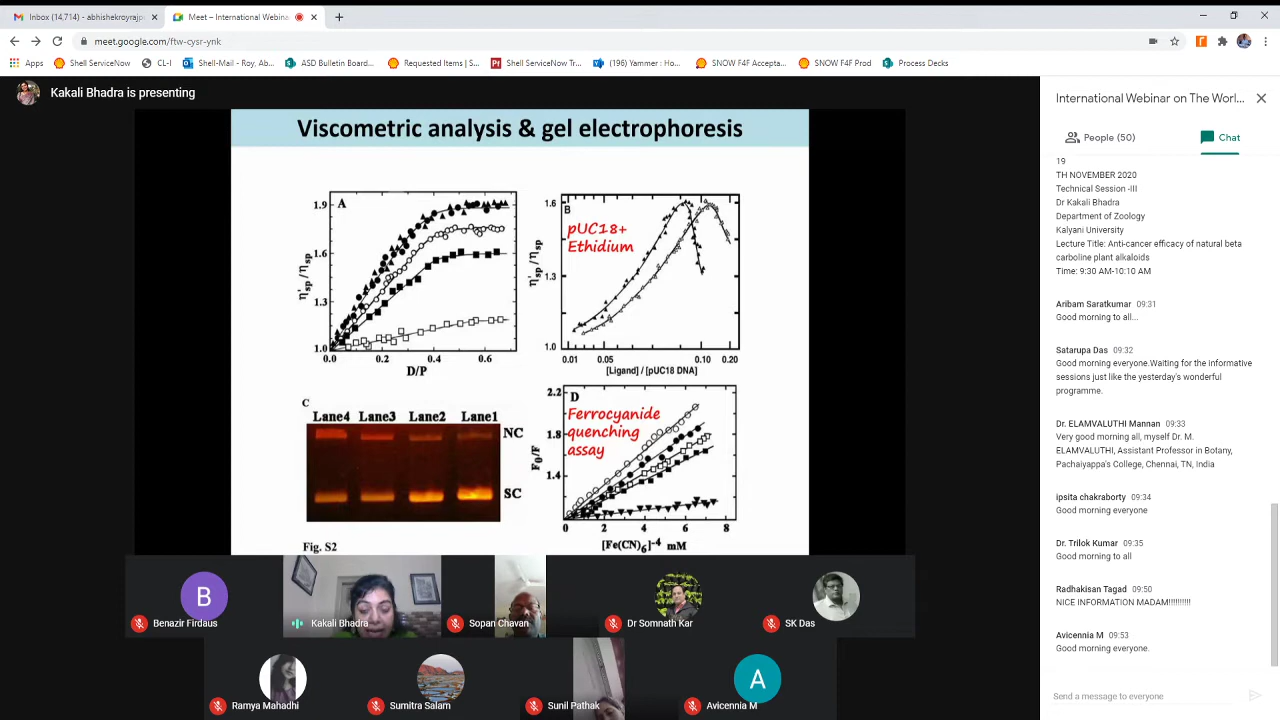 Inbox (14,714) - abhishekroyrajp
Meet – International Webina
meet.google.com/ftw-cysr-ynk
Apps
Shell ServiceNow
CL-I
Shell-Mail - Roy, Ab...
ASD Bulletin Board...
Requested Items | S...
Shell ServiceNow Tr...
(196) Yammer : Ho...
SNOW F4F Accepta...
SNOW F4F Prod
Process Decks
Kakali Bhadra is presenting
Viscometric analysis & gel electrophoresis
A
1.9
1.6
1.3
1.0
η'sp / ηsp
0.0 0.2 0.4 0.6
D/P
B
pUC18+
Ethidium
1.6
1.3
1.0
η'sp / ηsp
0.01 0.05 0.10 0.20
[Ligand] / [pUC18 DNA]
C
Lane4 Lane3 Lane2 Lane1
NC
SC
Fig. S2
D
Ferrocyanide
quenching
assay
2.2
1.8
1.4
F0/F
0 2 4 6 8
[Fe(CN)6]-4 mM
B
Benazir Firdaus
Kakali Bhadra
Sopan Chavan
Dr Somnath Kar
SK Das
Ramya Mahadhi
Sumitra Salam
Sunil Pathak
A
Avicennia M
International Webinar on The Worl...
People (50)
Chat
19
TH NOVEMBER 2020
Technical Session -III
Dr Kakali Bhadra
Department of Zoology
Kalyani University
Lecture Title: Anti-cancer efficacy of natural beta
carboline plant alkaloids
Time: 9:30 AM-10:10 AM
Aribam Saratkumar 09:31
Good morning to all...
Satarupa Das 09:32
Good morning everyone.Waiting for the informative
sessions just like the yesterday's wonderful
programme.
Dr. ELAMVALUTHI Mannan 09:33
Very good morning all, myself Dr. M.
ELAMVALUTHI, Assistant Professor in Botany,
Pachaiyappa's College, Chennai, TN, India
ipsita chakraborty 09:34
Good morning everyone
Dr. Trilok Kumar 09:35
Good morning to all
Radhakisan Tagad 09:50
NICE INFORMATION MADAM!!!!!!!!!!
Avicennia M 09:53
Good morning everyone.
Send a message to everyone